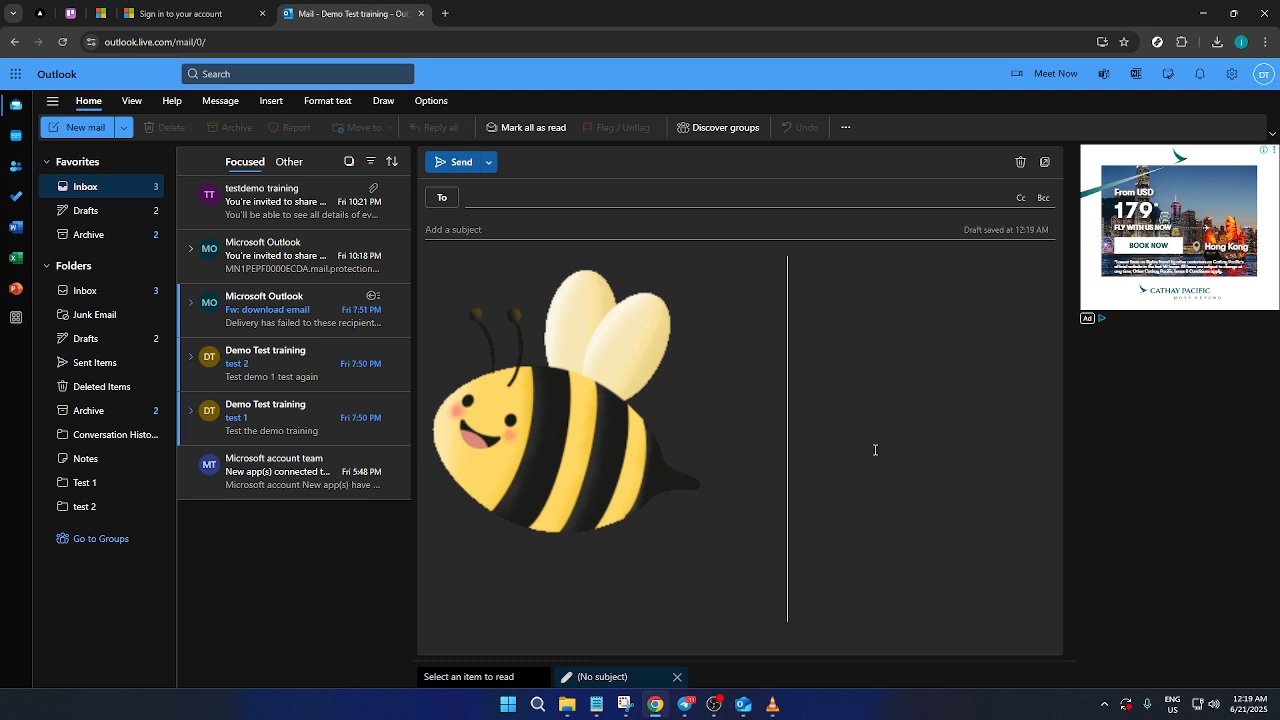 Sign in to your account
Mail - Demo Test training - Out
outlook.live.com/mail/0/
Outlook
Search
Meet Now
DT
Home View Help Message Insert Format text Draw Options
New mail Delete Archive Report Move to Reply all Mark all as read Flag / Unflag Discover groups Undo
Favorites
Inbox 3
Drafts 2
Archive 2
Folders
Inbox 3
Junk Email
Drafts 2
Sent Items
Deleted Items
Archive 2
Conversation Histo...
Notes
Test 1
test 2
Go to Groups
Focused Other
TT
testdemo training
You're invited to share ... Fri 10:21 PM
You'll be able to see all details of ev...
MO
Microsoft Outlook
You're invited to share ... Fri 10:18 PM
MN1PEPF0000ECDA.mail.protection...
MO
Microsoft Outlook
Fw: download email Fri 7:51 PM
Delivery has failed to these recipient...
DT
Demo Test training
test 2 Fri 7:50 PM
Test demo 1 test again
DT
Demo Test training
test 1 Fri 7:50 PM
Test the demo training
MT
Microsoft account team
New app(s) connected t... Fri 5:48 PM
Microsoft account New app(s) have ...
Send
To Cc Bcc
Add a subject Draft saved at 12:19 AM
Select an item to read
(No subject)
From USD
179*
FLY WITH US NOW
BOOK NOW
Hong Kong
CATHAY PACIFIC
MOVE BEYOND
Ad
ENG
US
12:19 AM
6/21/2025